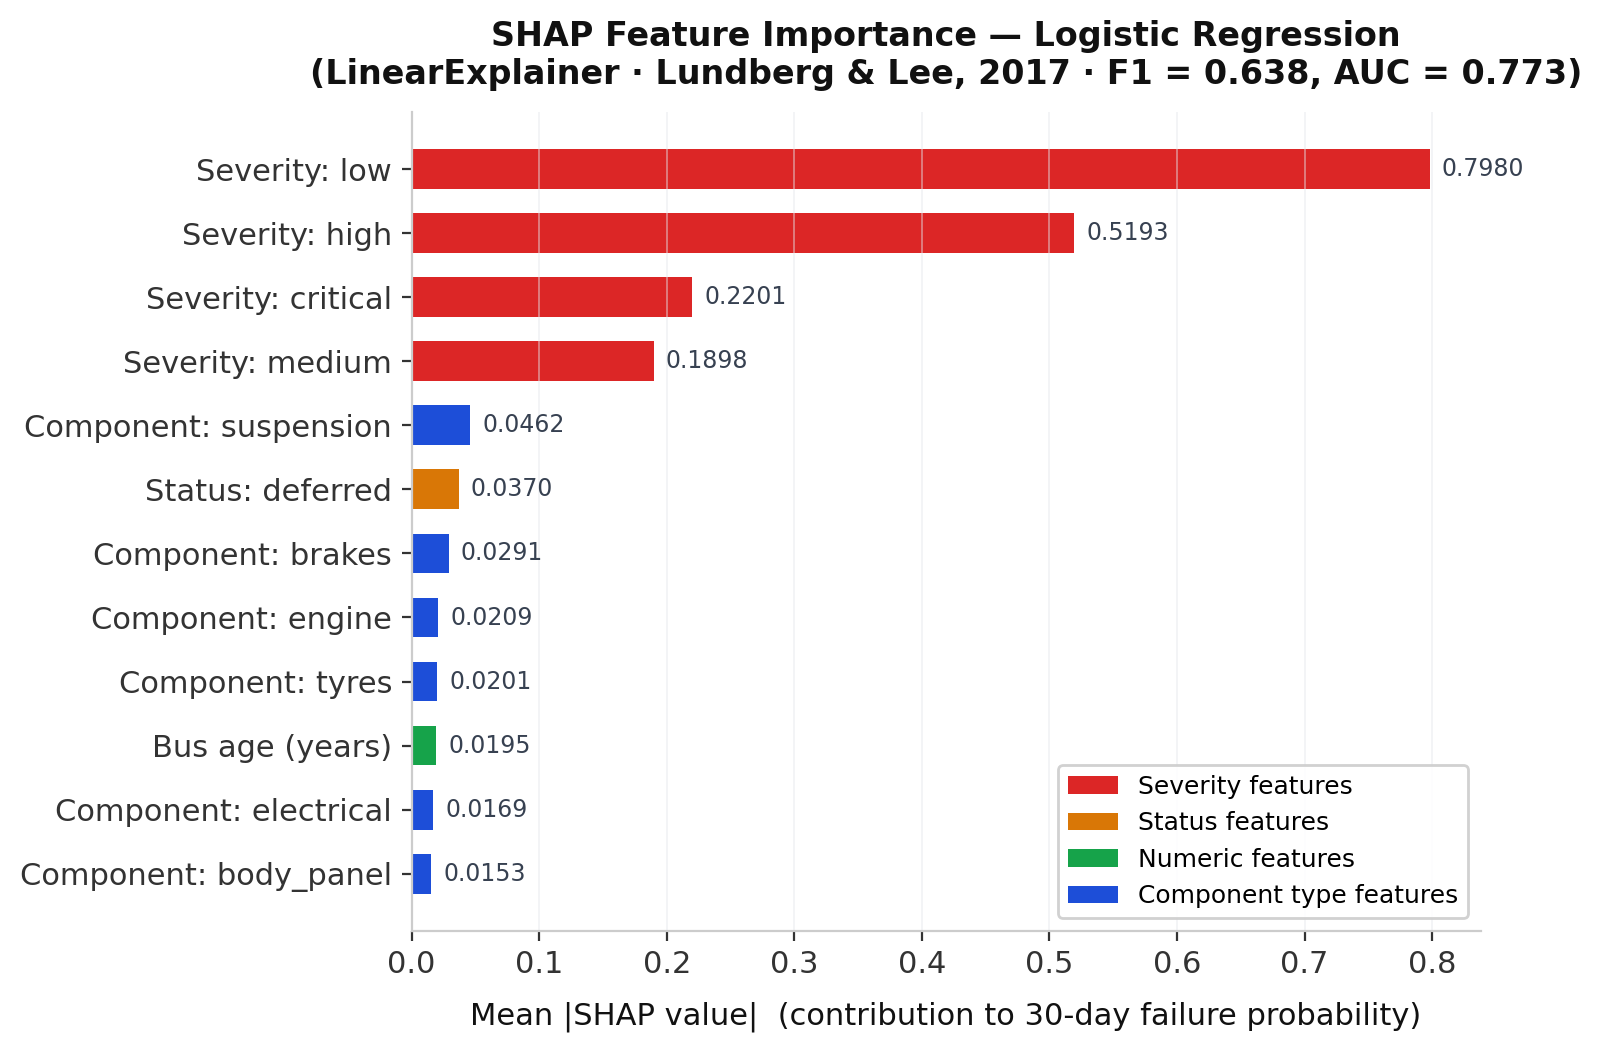 SHAP Feature Importance — Logistic Regression
(LinearExplainer · Lundberg & Lee, 2017 · F1 = 0.638, AUC = 0.773)
Severity: low 0.7980
Severity: high 0.5193
Severity: critical 0.2201
Severity: medium 0.1898
Component: suspension 0.0462
Status: deferred 0.0370
Component: brakes 0.0291
Component: engine 0.0209
Component: tyres 0.0201
Bus age (years) 0.0195
Component: electrical 0.0169
Component: body_panel 0.0153
Severity features
Status features
Numeric features
Component type features
0.0 0.1 0.2 0.3 0.4 0.5 0.6 0.7 0.8
Mean |SHAP value| (contribution to 30-day failure probability)